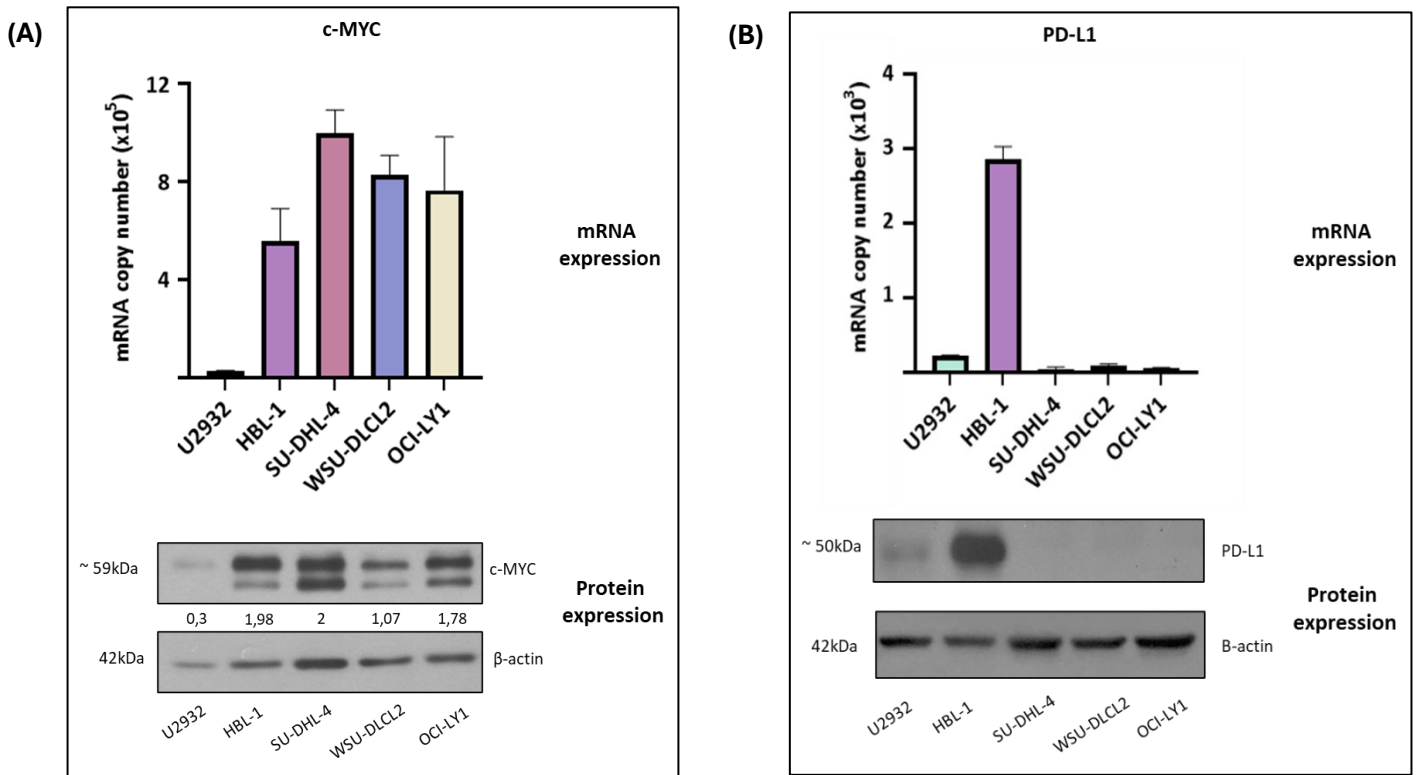 (A)
c-MYC
mRNA copy number (x10⁵)
12
8
4
U2932
HBL-1
SU-DHL-4
WSU-DLCL2
OCI-LY1
mRNA
expression
~ 59kDa
c-MYC
0,3 1,98 2 1,07 1,78
42kDa
β-actin
Protein
expression
U2932
HBL-1
SU-DHL-4
WSU-DLCL2
OCI-LY1
(B)
PD-L1
mRNA copy number (x10³)
4
3
2
1
U2932
HBL-1
SU-DHL-4
WSU-DLCL2
OCI-LY1
mRNA
expression
~ 50kDa
PD-L1
42kDa
B-actin
Protein
expression
U2932
HBL-1
SU-DHL-4
WSU-DLCL2
OCI-LY1